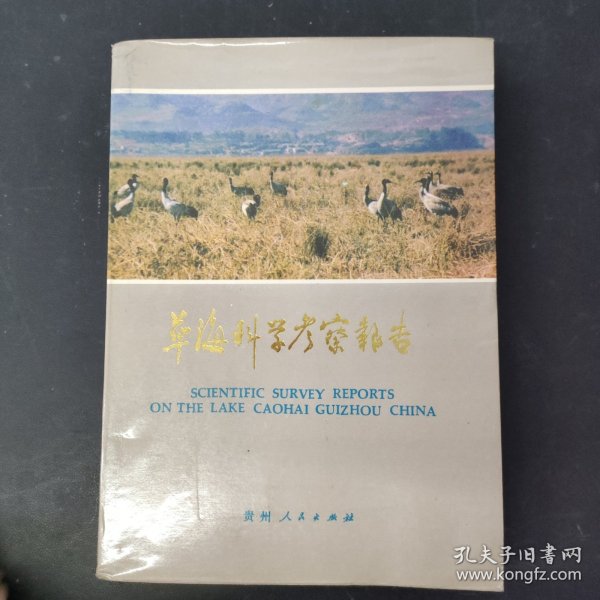 草海科学考察報告
SCIENTIFIC SURVEY REPORTS
ON THE LAKE CAOHAI GUIZHOU CHINA
贵州人民出版社
孔夫子旧书网
www.kongfz.com